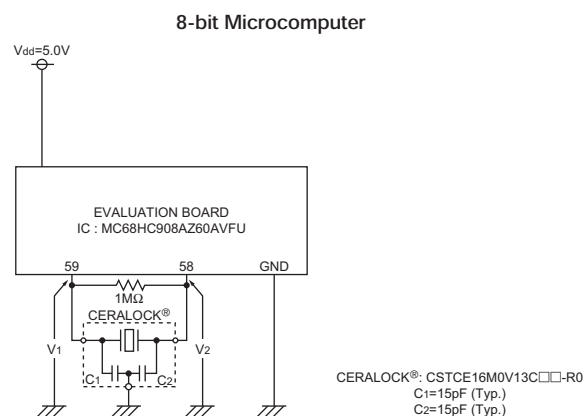 8-bit Microcomputer
Vdd=5.0V
EVALUATION BOARD
IC : MC68HC908AZ60AVFU
59
58
GND
1MΩ
CERALOCK®
V1
V2
C1
C2
CERALOCK®: CSTCE16M0V13C□□-R0
C1=15pF (Typ.)
C2=15pF (Typ.)